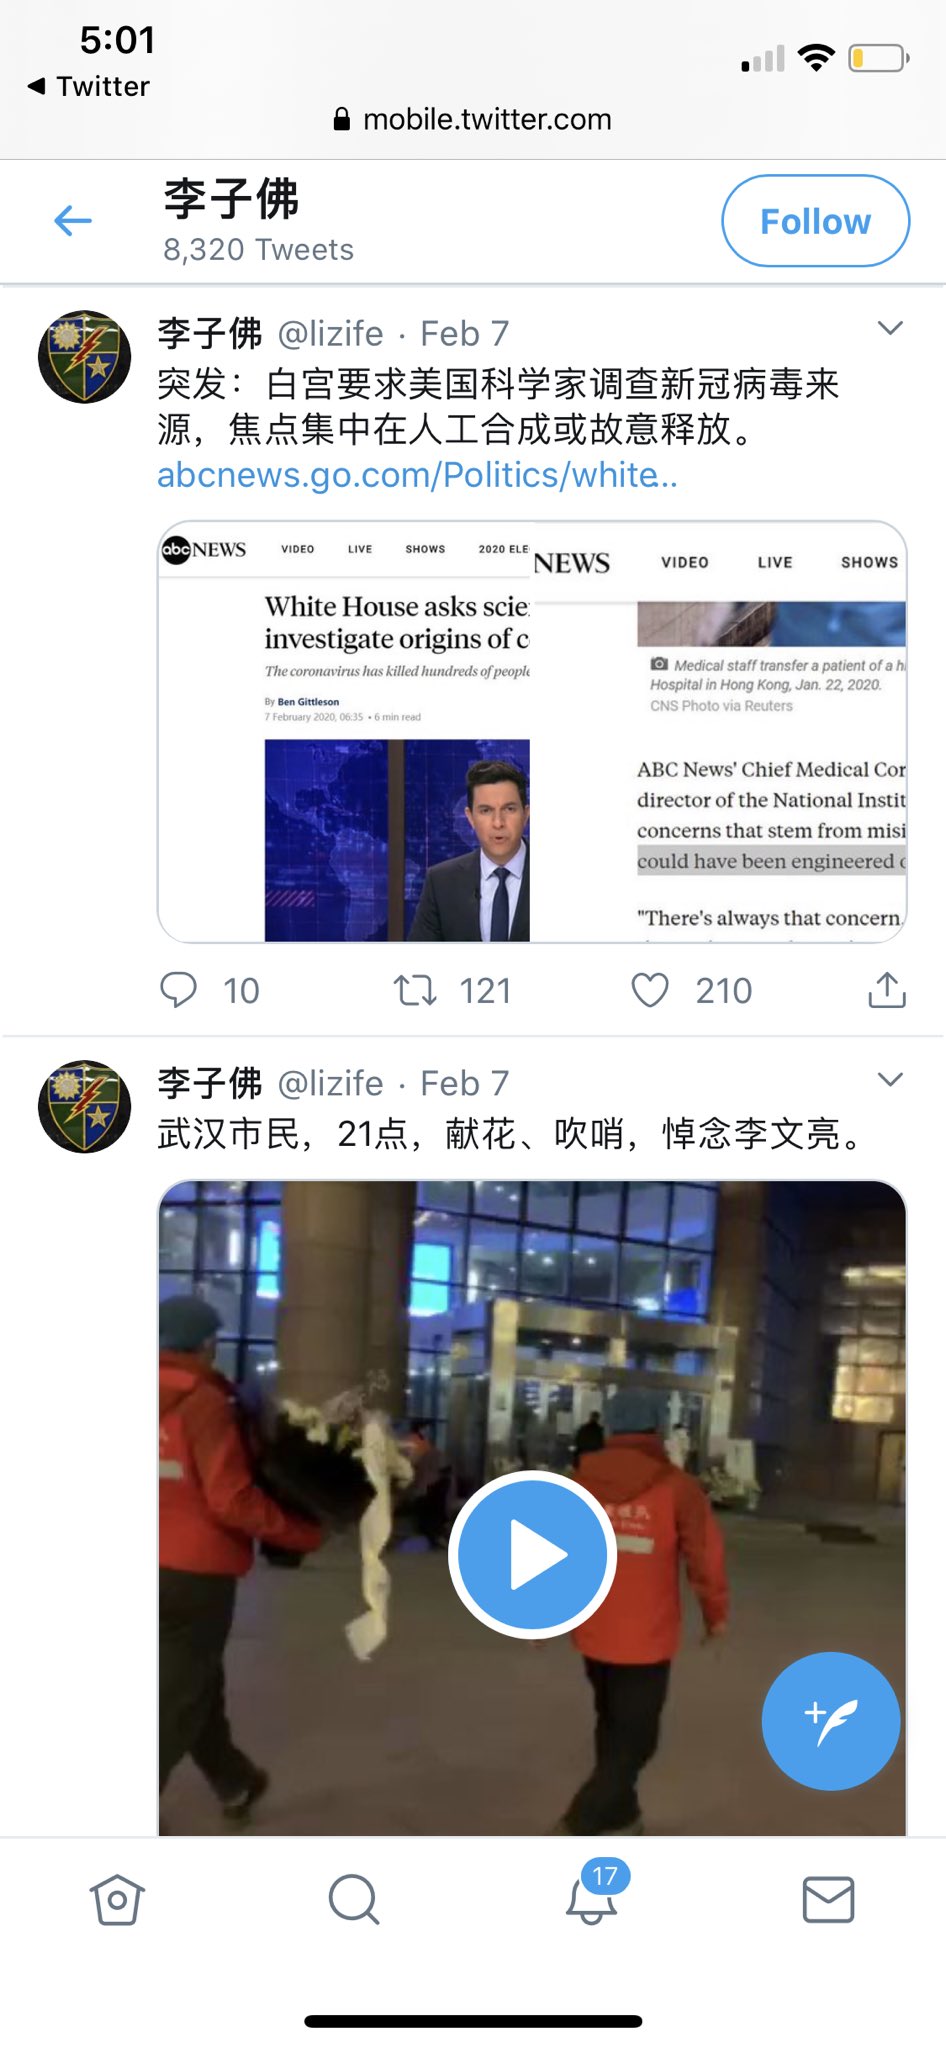 5:01
Twitter
mobile.twitter.com
李子佛
8,320 Tweets
Follow
李子佛 @lizife · Feb 7
突发：白宫要求美国科学家调查新冠病毒来
源，焦点集中在人工合成或故意释放。
abcnews.go.com/Politics/white...
abc NEWS VIDEO LIVE SHOWS 2020 ELE
White House asks scie
investigate origins of c
The coronavirus has killed hundreds of people
By Ben Gittleson
7 February 2020, 06:35 • 6 min read
NEWS VIDEO LIVE SHOWS
Medical staff transfer a patient of a hi
Hospital in Hong Kong, Jan. 22, 2020.
CNS Photo via Reuters
ABC News' Chief Medical Cor
director of the National Instit
concerns that stem from misi
could have been engineered
"There's always that concern.
10 121 210
李子佛 @lizife · Feb 7
武汉市民，21点，献花、吹哨，悼念李文亮。
17